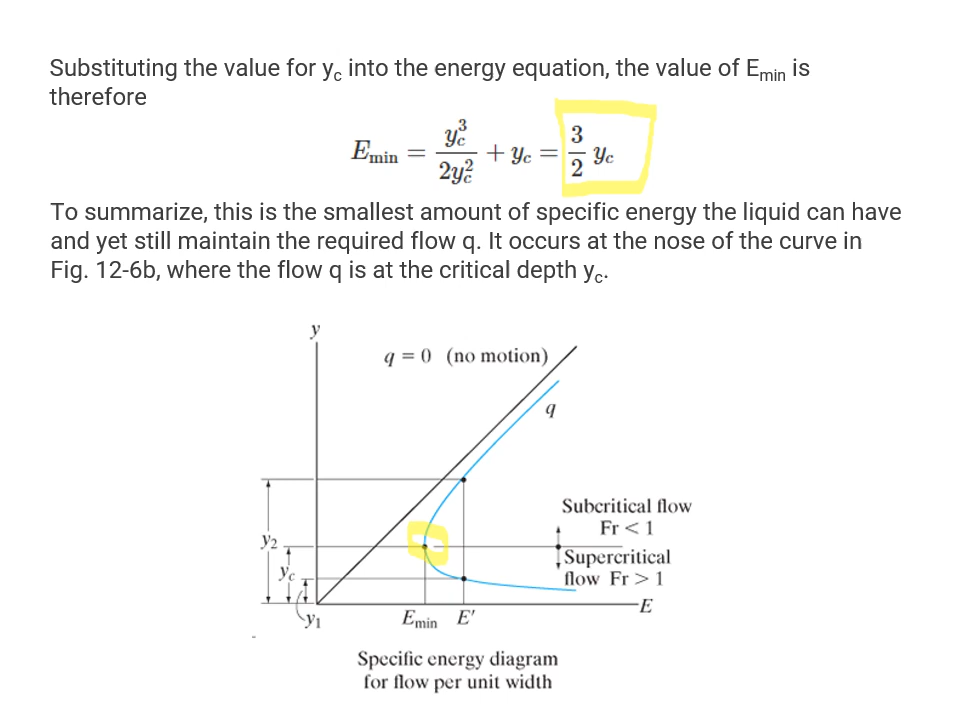 Substituting the value for y_c into the energy equation, the value of E_min is
therefore
E_min = y_c^3 / 2y_c^2 + y_c = 3/2 y_c
To summarize, this is the smallest amount of specific energy the liquid can have
and yet still maintain the required flow q. It occurs at the nose of the curve in
Fig. 12-6b, where the flow q is at the critical depth y_c.
y
q = 0 (no motion)
q
Subcritical flow
Fr < 1
y_2
Supercritical
flow Fr > 1
y_c
E
y_1
E_min E'
Specific energy diagram
for flow per unit width